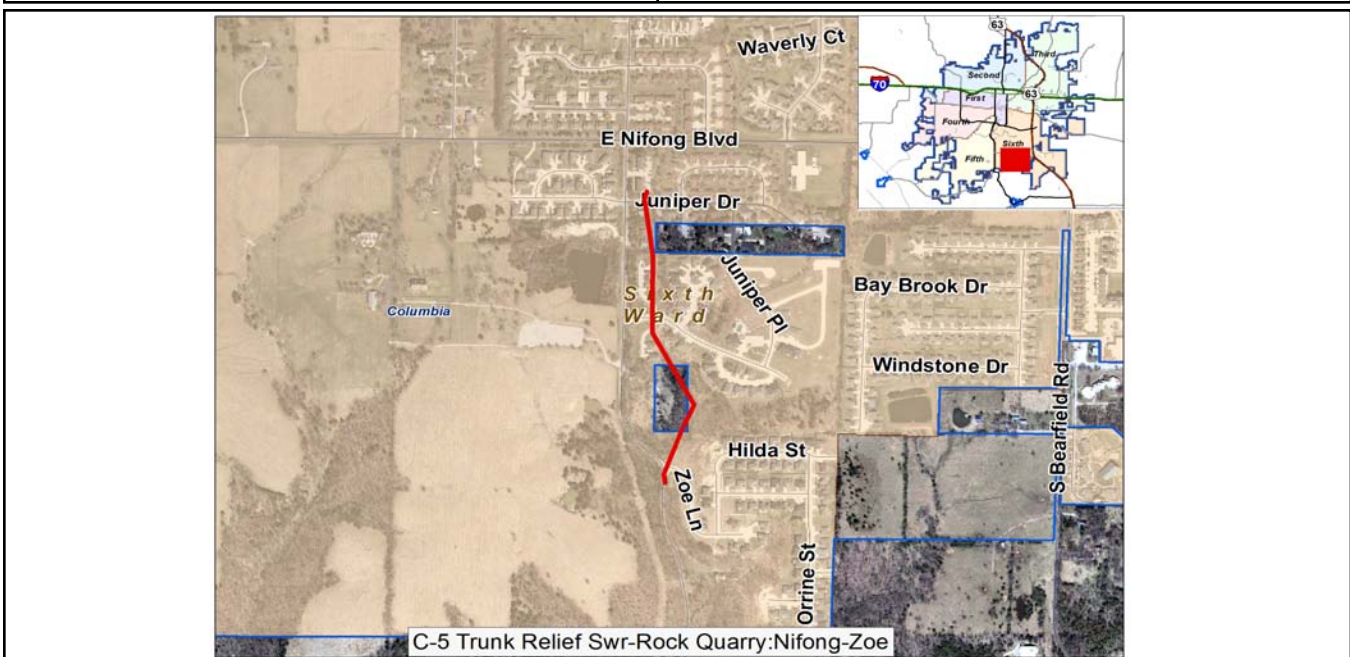 Waverly Ct
E Nifong Blvd
Juniper Dr
Juniper Pl
Sixth
Ward
Columbia
Bay Brook Dr
Windstone Dr
S Bearfield Rd
Hilda St
Zoe Ln
Orrine St
C-5 Trunk Relief Swr-Rock Quarry:Nifong-Zoe
63
Third
Second
70
63
First
Fourth
Sixth
Fifth